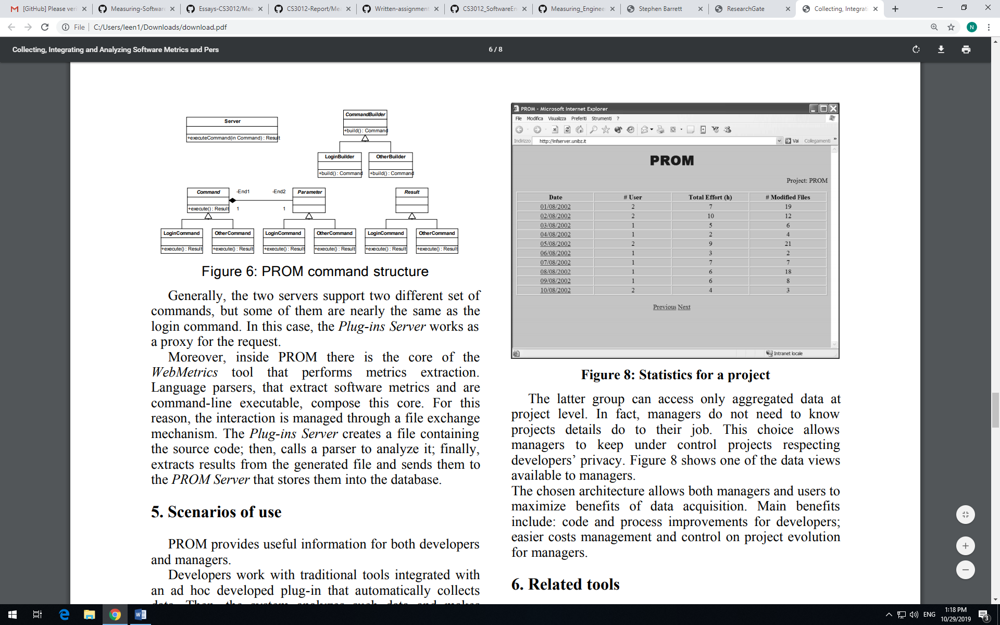 [GitHub] Please veri
Measuring-Software
Essays-CS3012/Mea
CS3012-Report/Mea
Written-assignment
CS3012_SoftwareEn
Measuring_Enginee
Stephen Barrett
ResearchGate
Collecting, Integrat
File
C:/Users/leen1/Downloads/download.pdf
N
Collecting, Integrating and Analyzing Software Metrics and Pers
6 / 8
Server
+executeCommand(in Command) : Result
CommandBuilder
+build() : Command
LoginBuilder
OtherBuilder
+build() : Command
+build() : Command
Command
-End1
-End2
Parameter
Result
+execute() : Result
1
1
LoginCommand
OtherCommand
LoginCommand
OtherCommand
LoginCommand
OtherCommand
+execute() : Result
+execute() : Result
+execute() : Result
+execute() : Result
+execute() : Result
+execute() : Result
Figure 6: PROM command structure
Generally, the two servers support two different set of
commands, but some of them are nearly the same as the
login command. In this case, the Plug-ins Server works as
a proxy for the request.
Moreover, inside PROM there is the core of the
WebMetrics tool that performs metrics extraction.
Language parsers, that extract software metrics and are
command-line executable, compose this core. For this
reason, the interaction is managed through a file exchange
mechanism. The Plug-ins Server creates a file containing
the source code; then, calls a parser to analyze it; finally,
extracts results from the generated file and sends them to
the PROM Server that stores them into the database.
5. Scenarios of use
PROM provides useful information for both developers
and managers.
Developers work with traditional tools integrated with
an ad hoc developed plug-in that automatically collects
data. Then, the system analyzes such data and makes
PROM - Microsoft Internet Explorer
File Modifica Visualizza Preferiti Strumenti ?
Indirizzo http://infserver.unibz.it Vai Collegamenti »
PROM
Project: PROM
Date # User Total Effort (h) # Modified Files
01/08/2002 2 7 19
02/08/2002 2 10 12
03/08/2002 1 5 6
04/08/2002 1 2 4
05/08/2002 2 9 21
06/08/2002 1 3 2
07/08/2002 1 7 7
08/08/2002 1 6 18
09/08/2002 1 6 8
10/08/2002 2 4 3
Previous Next
Intranet locale
Figure 8: Statistics for a project
The latter group can access only aggregated data at
project level. In fact, managers do not need to know
projects details do to their job. This choice allows
managers to keep under control projects respecting
developers’ privacy. Figure 8 shows one of the data views
available to managers.
The chosen architecture allows both managers and users to
maximize benefits of data acquisition. Main benefits
include: code and process improvements for developers;
easier costs management and control on project evolution
for managers.
6. Related tools
ENG
1:18 PM
10/29/2019
3